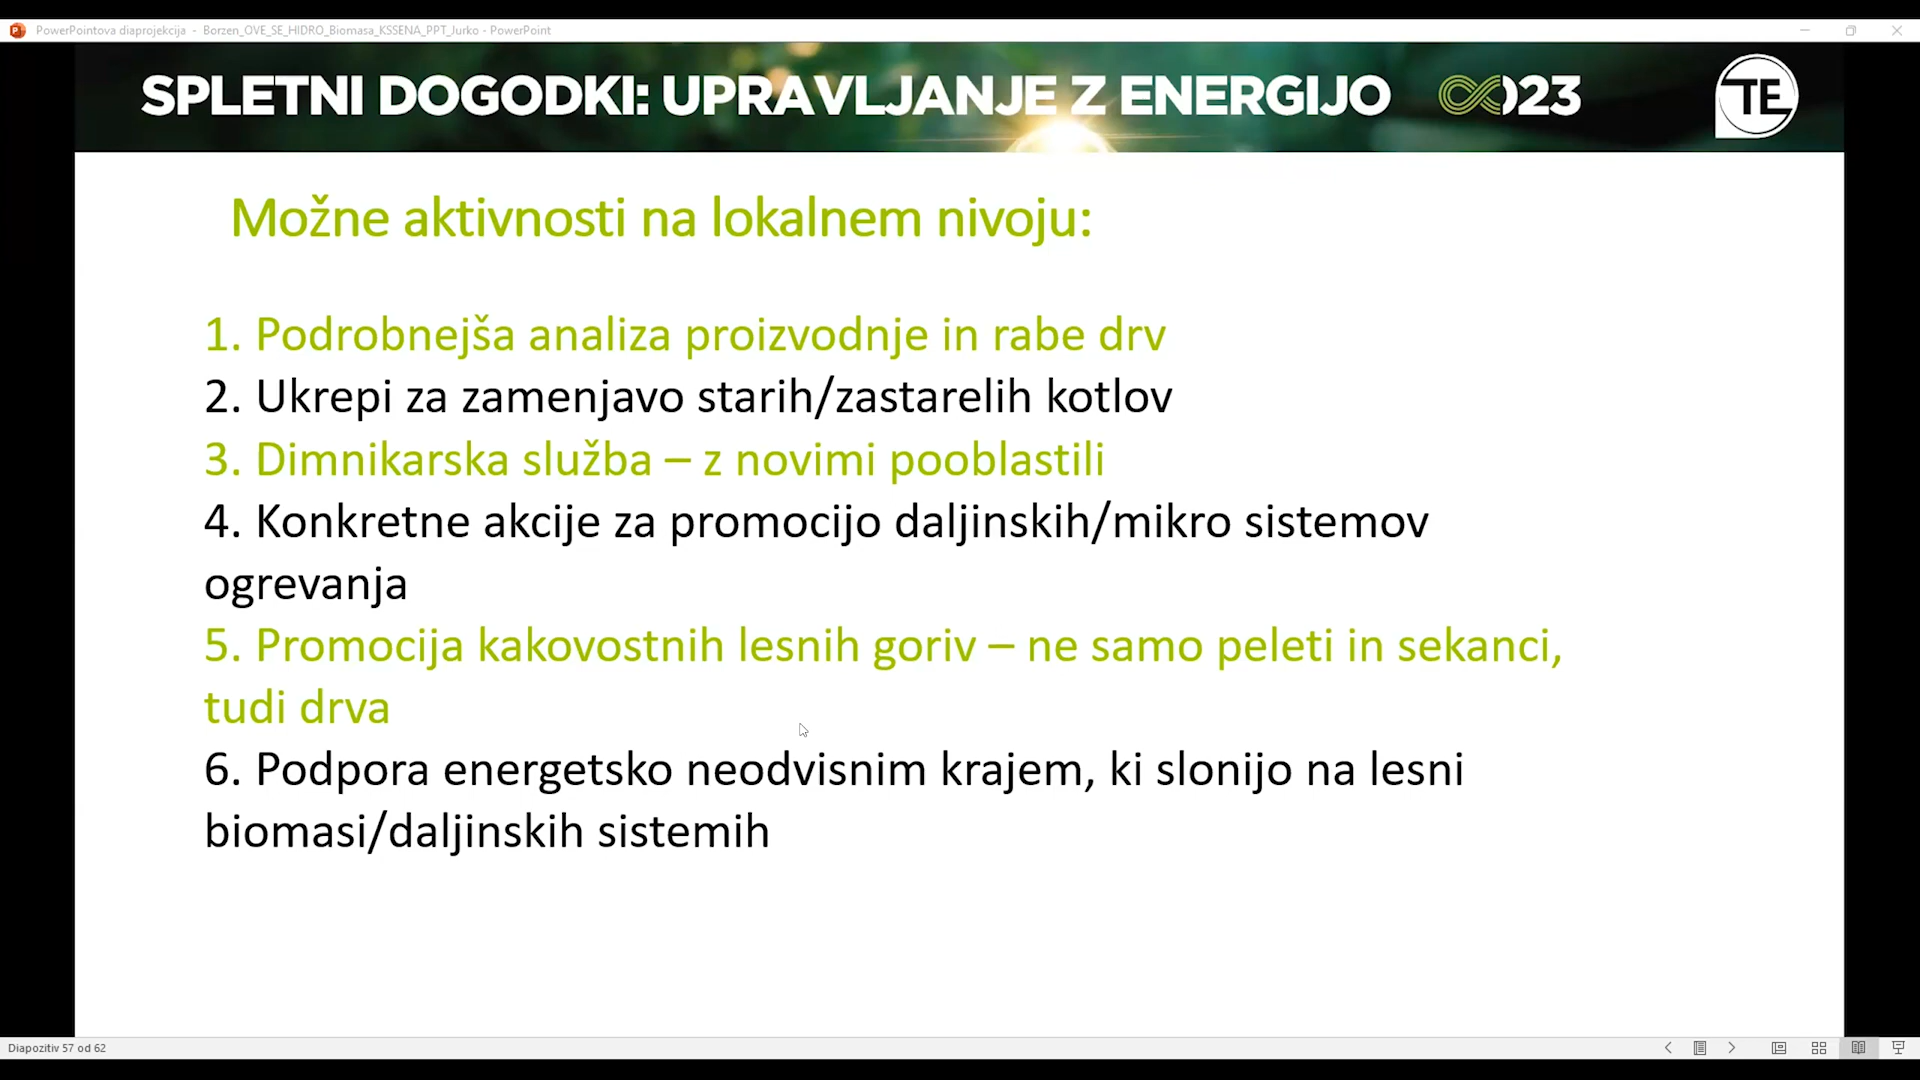 PowerPointova diaprojekcija - Borzen_OVE_SE_HIDRO_Biomasa_KSSENA_PPT_Jurko - PowerPoint
SPLETNI DOGODKI: UPRAVLJANJE Z ENERGIJO 23 TE
Možne aktivnosti na lokalnem nivoju:
1. Podrobnejša analiza proizvodnje in rabe drv
2. Ukrepi za zamenjavo starih/zastarelih kotlov
3. Dimnikarska služba – z novimi pooblastili
4. Konkretne akcije za promocijo daljinskih/mikro sistemov
ogrevanja
5. Promocija kakovostnih lesnih goriv – ne samo peleti in sekanci,
tudi drva
6. Podpora energetsko neodvisnim krajem, ki slonijo na lesni
biomasi/daljinskih sistemih
Diapozitiv 57 od 62